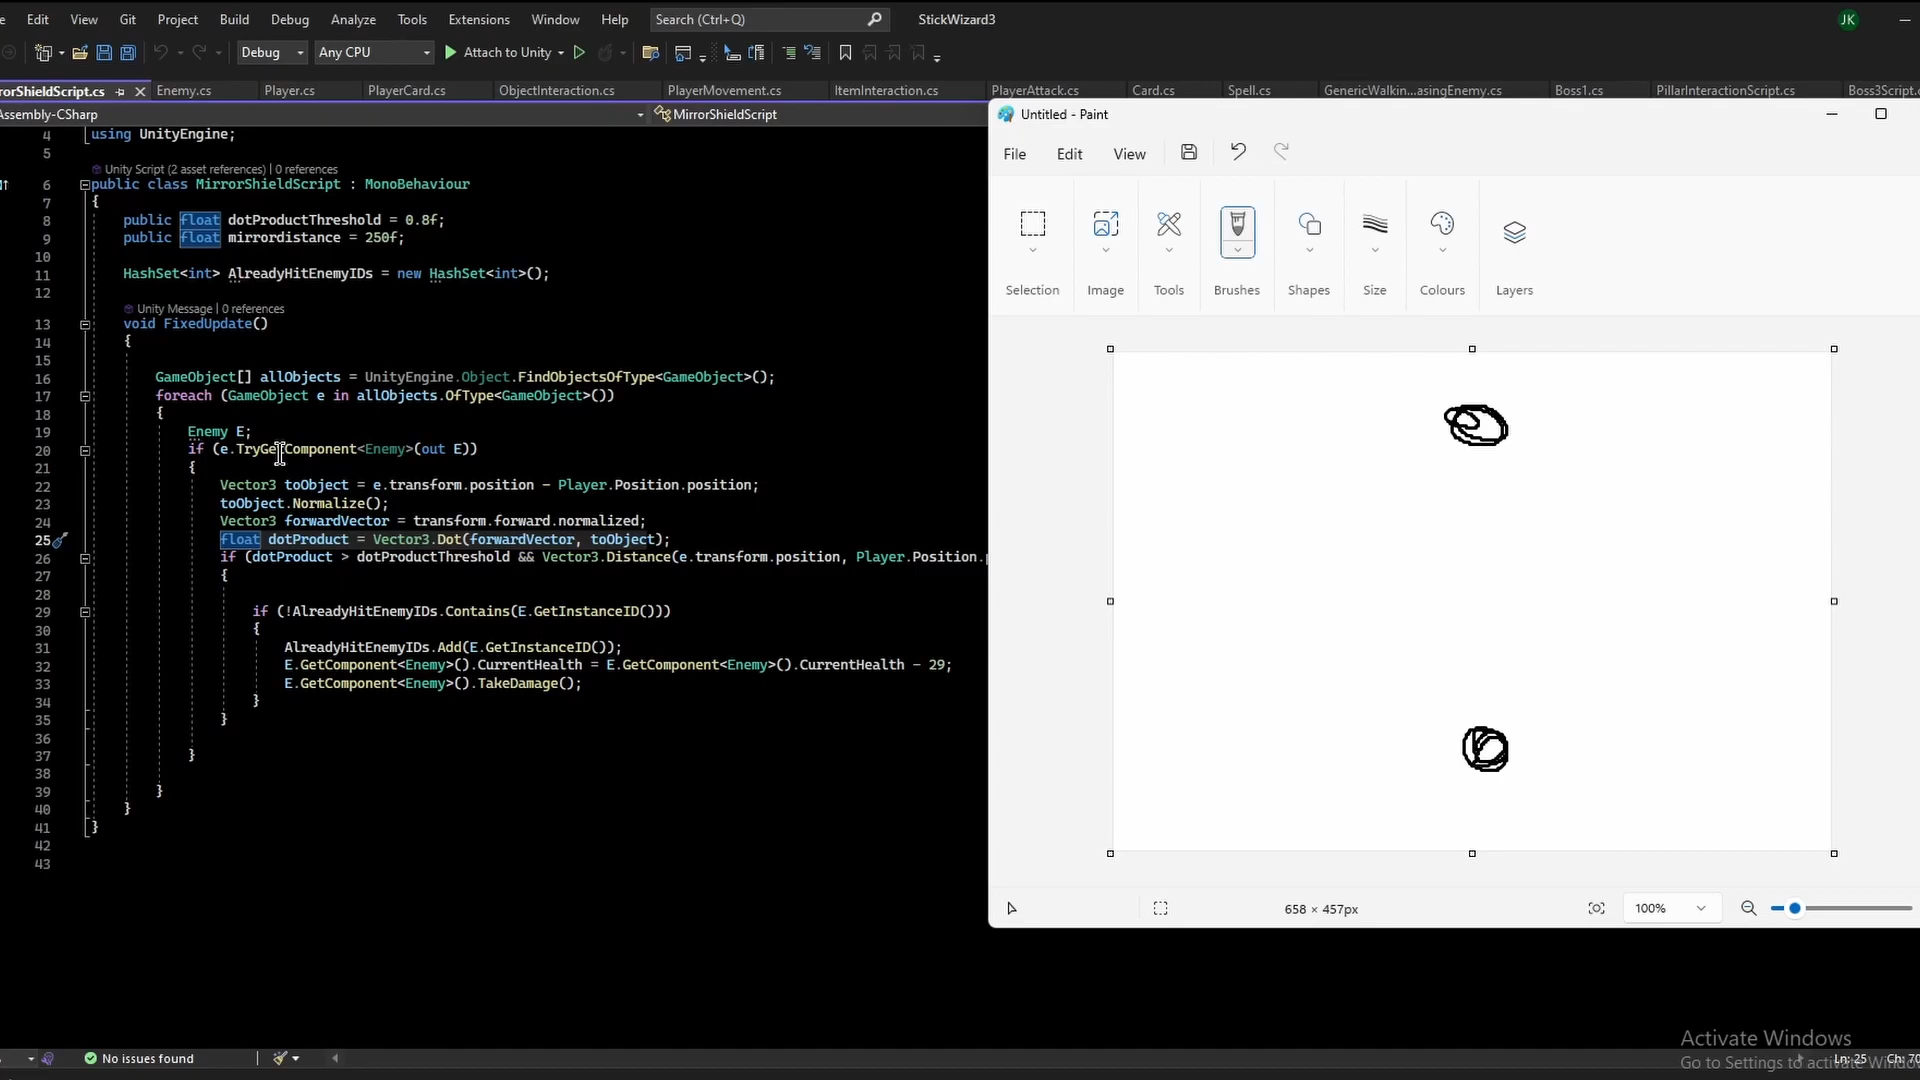 Edit View Git Project Build Debug Analyze Tools Extensions Window Help Search (Ctrl+Q) StickWizard3 JK
Debug Any CPU Attach to Unity
rorShieldScript.cs Enemy.cs Player.cs PlayerCard.cs ObjectInteraction.cs PlayerMovement.cs ItemInteraction.cs PlayerAttack.cs Card.cs Spell.cs GenericWalkin...asingEnemy.cs Boss1.cs PillarInteractionScript.cs Boss3Script.
Assembly-CSharp MirrorShieldScript
4 using UnityEngine;
5
Unity Script (2 asset references) | 0 references
6 public class MirrorShieldScript : MonoBehaviour
7 {
8 public float dotProductThreshold = 0.8f;
9 public float mirrordistance = 250f;
10
11 HashSet<int> AlreadyHitEnemyIDs = new HashSet<int>();
12
Unity Message | 0 references
13 void FixedUpdate()
14 {
15
16 GameObject[] allObjects = UnityEngine.Object.FindObjectsOfType<GameObject>();
17 foreach (GameObject e in allObjects.OfType<GameObject>())
18 {
19 Enemy E;
20 if (e.TryGetComponent<Enemy>(out E))
21 {
22 Vector3 toObject = e.transform.position - Player.Position.position;
23 toObject.Normalize();
24 Vector3 forwardVector = transform.forward.normalized;
25 float dotProduct = Vector3.Dot(forwardVector, toObject);
26 if (dotProduct > dotProductThreshold && Vector3.Distance(e.transform.position, Player.Position.
27 {
28
29 if (!AlreadyHitEnemyIDs.Contains(E.GetInstanceID()))
30 {
31 AlreadyHitEnemyIDs.Add(E.GetInstanceID());
32 E.GetComponent<Enemy>().CurrentHealth = E.GetComponent<Enemy>().CurrentHealth - 29;
33 E.GetComponent<Enemy>().TakeDamage();
34 }
35 }
36
37 }
38
39 }
40 }
41 }
42
43
Untitled - Paint
File Edit View
Selection Image Tools Brushes Shapes Size Colours Layers
658 × 457px 100%
Activate Windows
Go to Settings to activate Windo
No issues found Ln: 25 Ch: 70